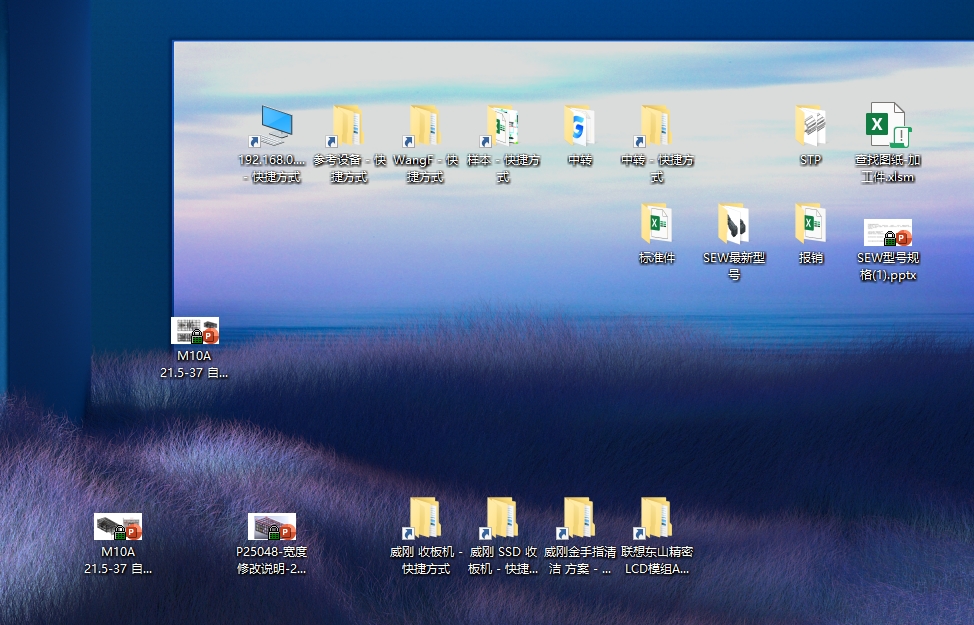 192.168.0....
- 快捷方式
参考设备 - 快
捷方式
WangF - 快
捷方式
样本 - 快捷方
式
中转
中转 - 快捷方
式
STP
查找图纸-加
工件.xlsm
标准件
SEW最新型
号
报销
SEW型号规
格(1).pptx
M10A
21.5-37 自...
M10A
21.5-37 自...
P25048-宽度
修改说明-2...
威刚 收板机 -
快捷方式
威刚 SSD 收
板机 - 快捷...
威刚金手指清
洁 方案 - ...
联想东山精密
LCD模组A...